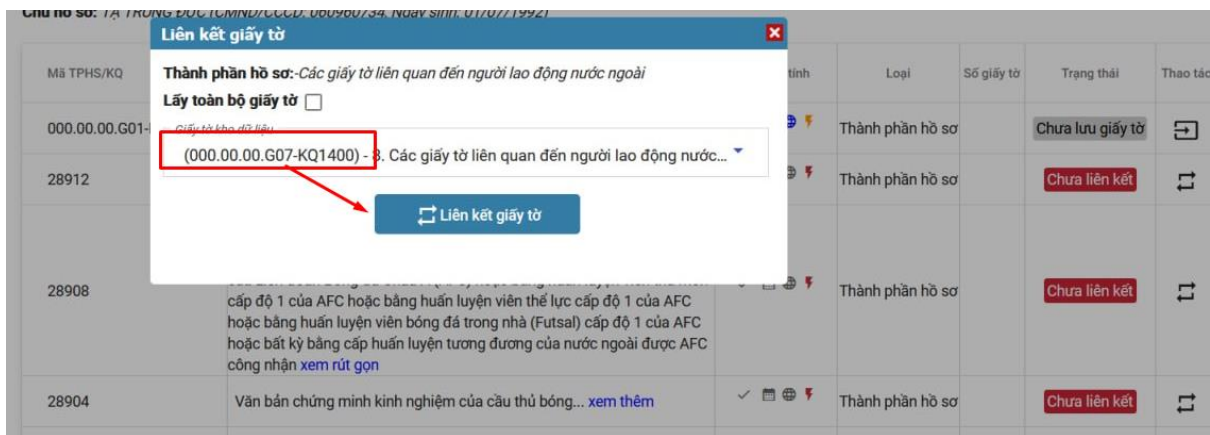 Chủ hồ sơ: TẠ TRỌNG ĐỨC (CMND/CCCD: 060960734. Ngày sinh: 01/07/1992)
Liên kết giấy tờ
Mã TPHS/KQ
Thành phần hồ sơ:-Các giấy tờ liên quan đến người lao động nước ngoài
tính
Loại
Số giấy tờ
Trạng thái
Thao tác
Lấy toàn bộ giấy tờ
000.00.00.G01-
Giấy tờ kho dữ liệu
Thành phần hồ sơ
Chưa lưu giấy tờ
(000.00.00.G07-KQ1400) - 8. Các giấy tờ liên quan đến người lao động nước...
28912
Thành phần hồ sơ
Chưa liên kết
Liên kết giấy tờ
28908
Thành phần hồ sơ
Chưa liên kết
cấp độ 1 của AFC hoặc bằng huấn luyện viên thể lực cấp độ 1 của AFC
hoặc bằng huấn luyện viên bóng đá trong nhà (Futsal) cấp độ 1 của AFC
hoặc bất kỳ bằng cấp huấn luyện tương đương của nước ngoài được AFC
công nhận xem rút gọn
28904
Văn bản chứng minh kinh nghiệm của cầu thủ bóng... xem thêm
Thành phần hồ sơ
Chưa liên kết